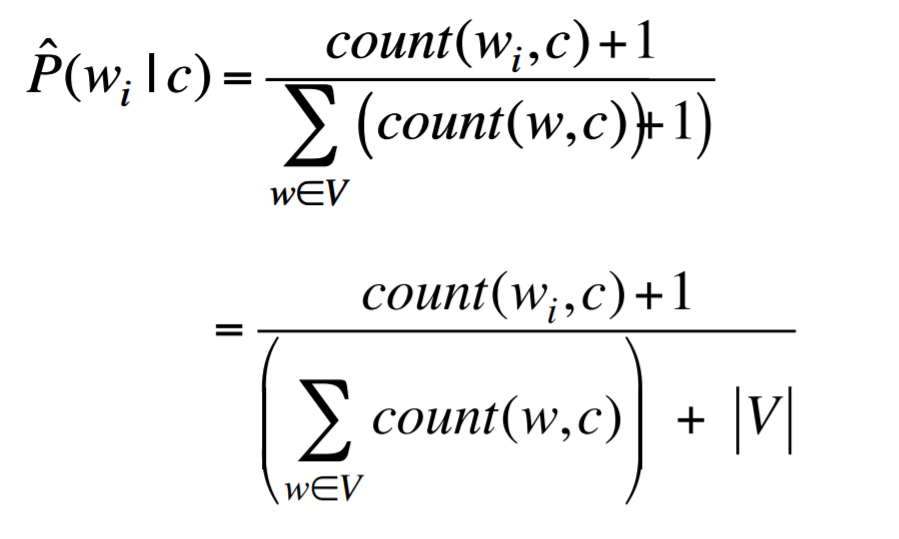 P̂(wᵢ | c) = count(wᵢ,c)+1
∑ (count(w,c))+1)
w∈V
= count(wᵢ,c)+1
(∑ count(w,c)) + |V|
w∈V